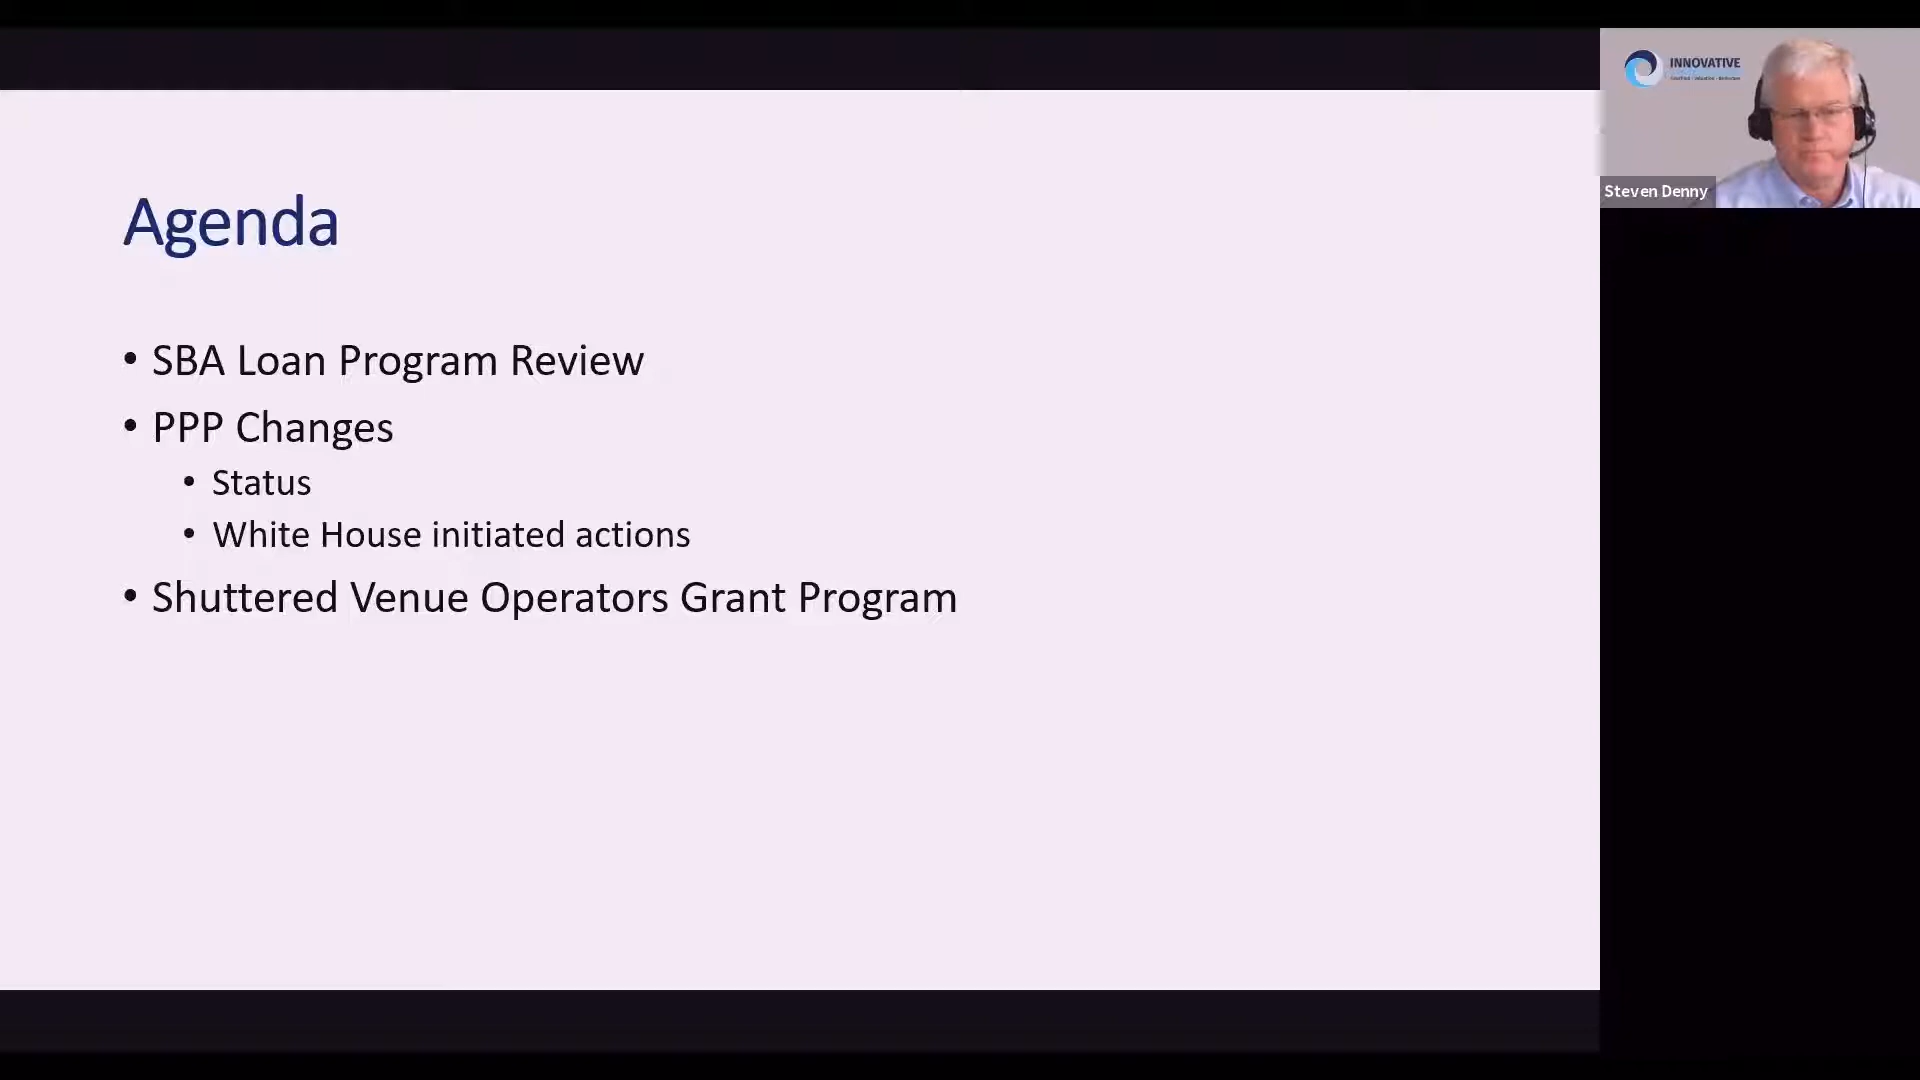 Agenda
• SBA Loan Program Review
• PPP Changes
• Status
• White House initiated actions
• Shuttered Venue Operators Grant Program
INNOVATIVE
Steven Denny